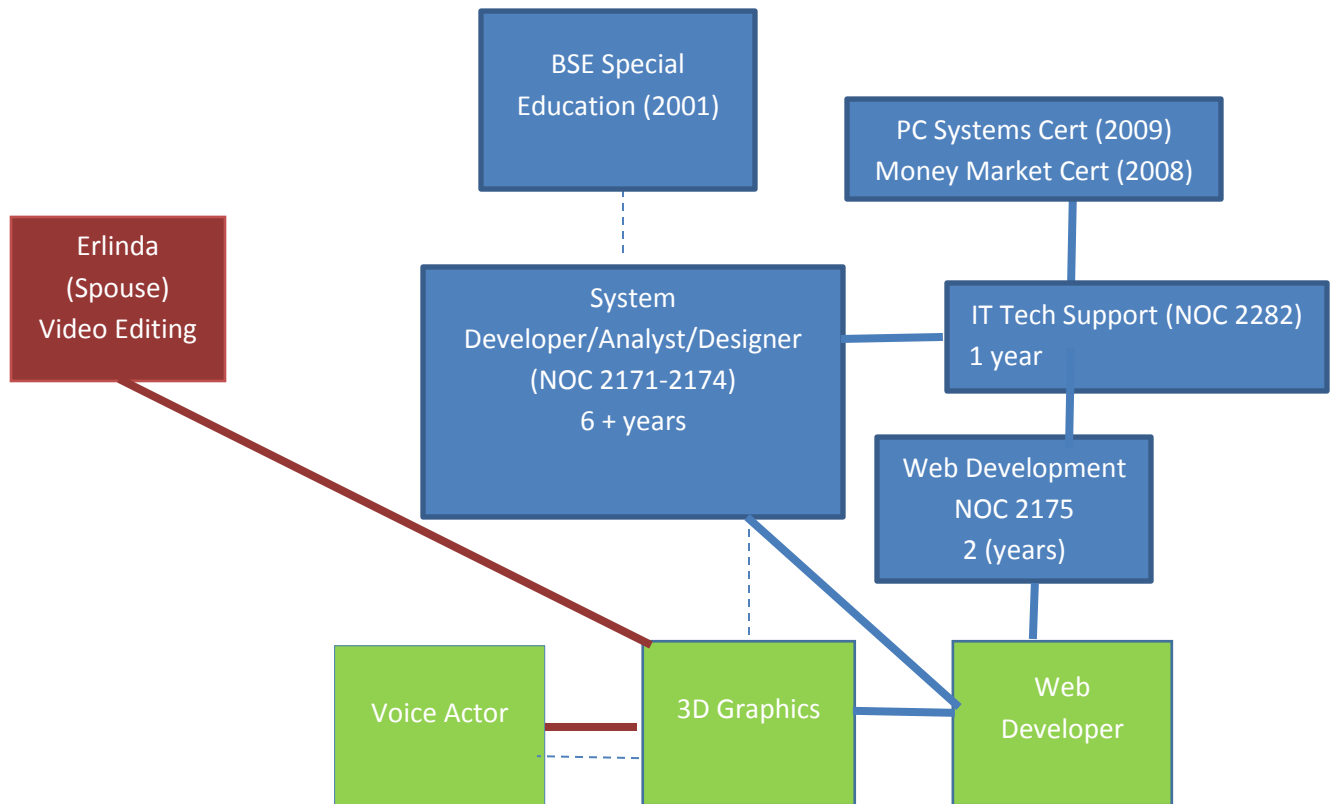 BSE Special
Education (2001)
PC Systems Cert (2009)
Money Market Cert (2008)
Erlinda
(Spouse)
Video Editing
System
Developer/Analyst/Designer
(NOC 2171-2174)
6 + years
IT Tech Support (NOC 2282)
1 year
Web Development
NOC 2175
2 (years)
Voice Actor
3D Graphics
Web
Developer